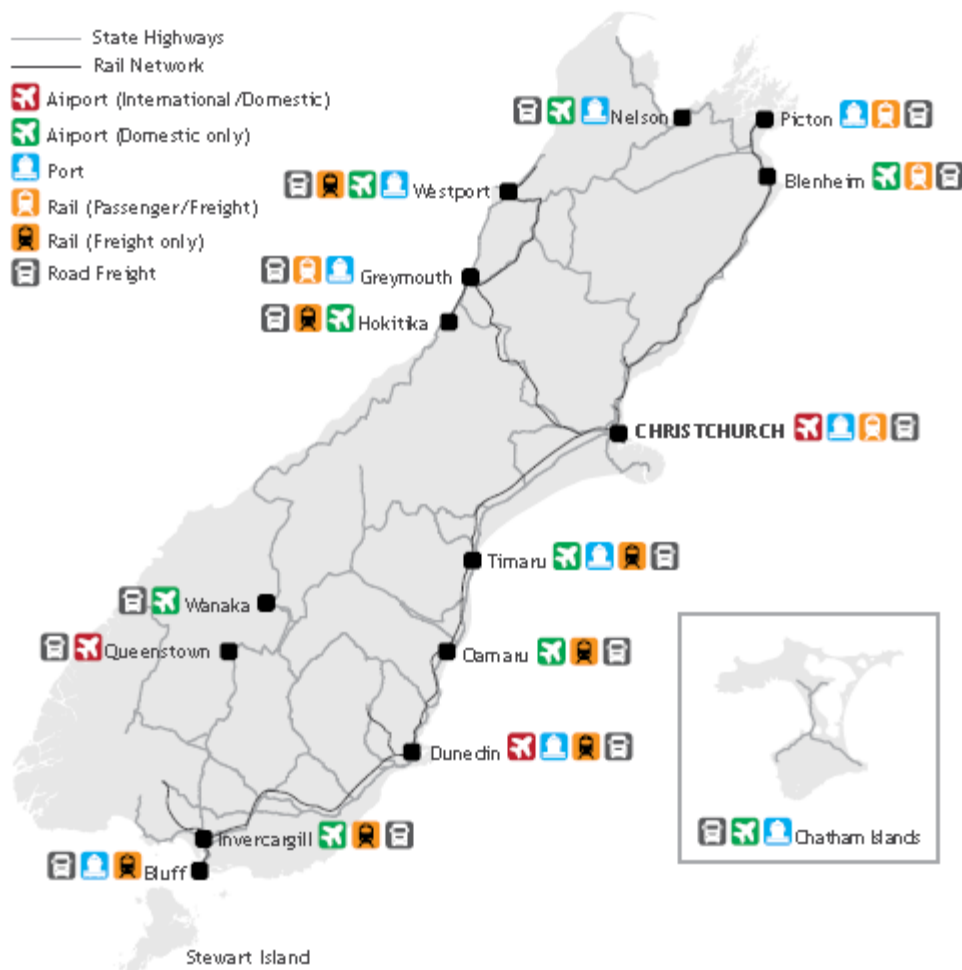 State Highways
Rail Network
Airport (International/Domestic)
Airport (Domestic only)
Port
Rail (Passenger/Freight)
Rail (Freight only)
Road Freight
Nelson
Picton
Westport
Blenheim
Greymouth
Hokitika
CHRISTCHURCH
Timaru
Wanaka
Queenstown
Oamaru
Dunedin
Invercargill
Chatham Islands
Bluff
Stewart Island